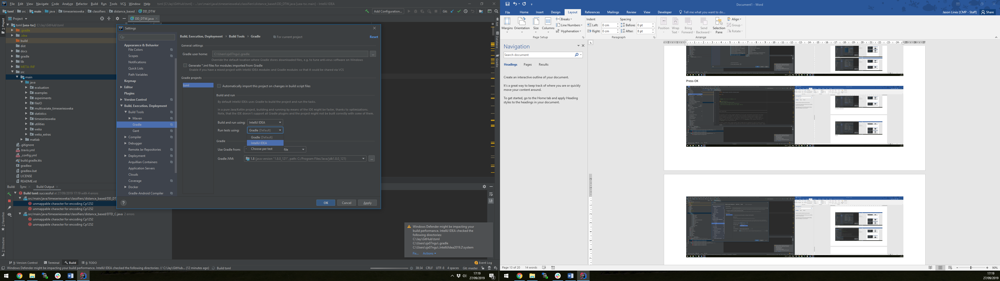 File Edit View Navigate Code Analyze Refactor Build Run Tools VCS Window Help
tsml [C:\Jay\GitHub\tsml] - ...\src\main\java\timeseriesweka\classifiers\distance_based\DD_DTW.java [uea-tsc.main] - IntelliJ IDEA
tsml src main java timeseriesweka classifiers distance_based DD_DTW
Add Configuration...
Git:
Project
DD_DTW.java
1: Project
tsml [uea-tsc] C:\Jay\GitHub\tsml
.gradle
.idea
build
dist
docs
gradle
lib
META-INF
src
main
java
evaluation
examples
experiments
fileIO
multivariate_timeseriesweka
statistics
timeseriesweka
utilities
weka
weka_extras
matlab
.gitignore
.travis.yml
_config.yml
build.gradle.kts
gradlew
gradlew.bat
LICENSE
README.rst
Settings
Appearance & Behavior
File Colors
Scopes
Notifications
Quick Lists
Path Variables
Keymap
Editor
Plugins
Version Control
Build, Execution, Deployment
Build Tools
Maven
Gradle
Gant
Compiler
Debugger
Remote Jar Repositories
Deployment
Arquillian Containers
Application Servers
Clouds
Coverage
Docker
Gradle-Android Compiler
Build, Execution, Deployment › Build Tools › Gradle
For current project
Reset
General settings
Gradle user home: C:\Users\sjx07ngu\.gradle
Override the default location where Gradle stores downloaded files, e.g. to tune anti-virus software on Windows
Generate *.iml files for modules imported from Gradle
Enable if you have a mixed project with IntelliJ IDEA modules and Gradle modules so that it could be shared via VCS
Gradle projects
tsml
Automatically import this project on changes in build script files
Build and run
By default IntelliJ IDEA uses Gradle to build the project and run the tasks.
In a pure Java/Kotlin project, building and running by means of the IDE might be faster, thanks to optimizations.
Note, that the IDE doesn't support all Gradle plugins and the project might not be built correctly with some of them.
Build and run using: IntelliJ IDEA
Run tests using: Gradle (Default)
Gradle (Default)
IntelliJ IDEA
Choose per test
Gradle
Use Gradle from: file
Gradle JVM: 1.8 (java version "1.8.0_121", path: C:/Program Files/Java/jdk1.8.0_121)
OK Cancel Apply
Ant
Database
Gradle
Build: Sync Build Output
Build tsml: successful at 27/09/2019 17:19 with 4 errors
src/main/java/timeseriesweka/classifiers/distance_based/DD_DT
unmappable character for encoding Cp1252
unmappable character for encoding Cp1252
src/main/java/timeseriesweka/classifiers/distance_based/DTD_C.java 2 errors
unmappable character for encoding Cp1252
unmappable character for encoding Cp1252
2: Favorites
7: Structure
Windows Defender might be impacting your
build performance. IntelliJ IDEA checked the
following directories:
C:\Jay\GitHub\tsml
C:\Users\sjx07ngu\.gradle
C:\Users\sjx07ngu\.IntelliJIdea2019.2\system
Fix... Actions
9: Version Control Terminal Build 6: TODO
2 Event Log
Windows Defender might be impacting your build performance. IntelliJ IDEA checked the following directories: // C:\Jay\GitHub... (12 minutes ago)
Build tsml
38:34 CRLF UTF-8 4 spaces Git: master
17:19
27/09/2019
2
Document1 - Word
File Home Insert Design Layout References Mailings Review View Developer Tell me what you want to do...
Jason Lines (CMP - Staff) Share
Margins Orientation Size Columns
Breaks
Line Numbers
Hyphenation
Page Setup
Indent
Left: 0 cm
Right: 0 cm
Spacing
Before: 0 pt
After: 8 pt
Paragraph
Position
Wrap Text
Bring Forward
Send Backward
Selection Pane
Align
Group
Rotate
Arrange
Navigation
Search document
Headings Pages Results
Create an interactive outline of your document.
It's a great way to keep track of where you are or quickly
move your content around.
To get started, go to the Home tab and apply Heading
styles to the headings in your document.
Press OK
Page 13 of 20 14 words
90%
17:19
27/09/2019